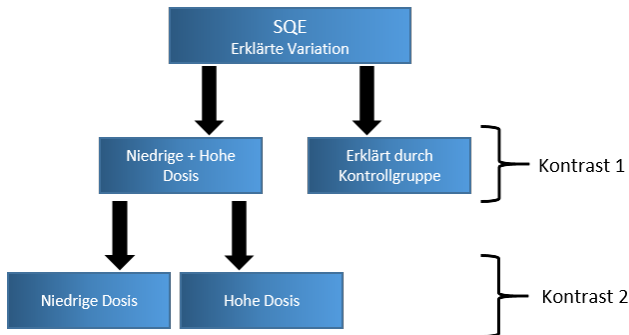 SQE
Erklärte Variation
Niedrige + Hohe
Dosis
Erklärt durch
Kontrollgruppe
Kontrast 1
Niedrige Dosis
Hohe Dosis
Kontrast 2